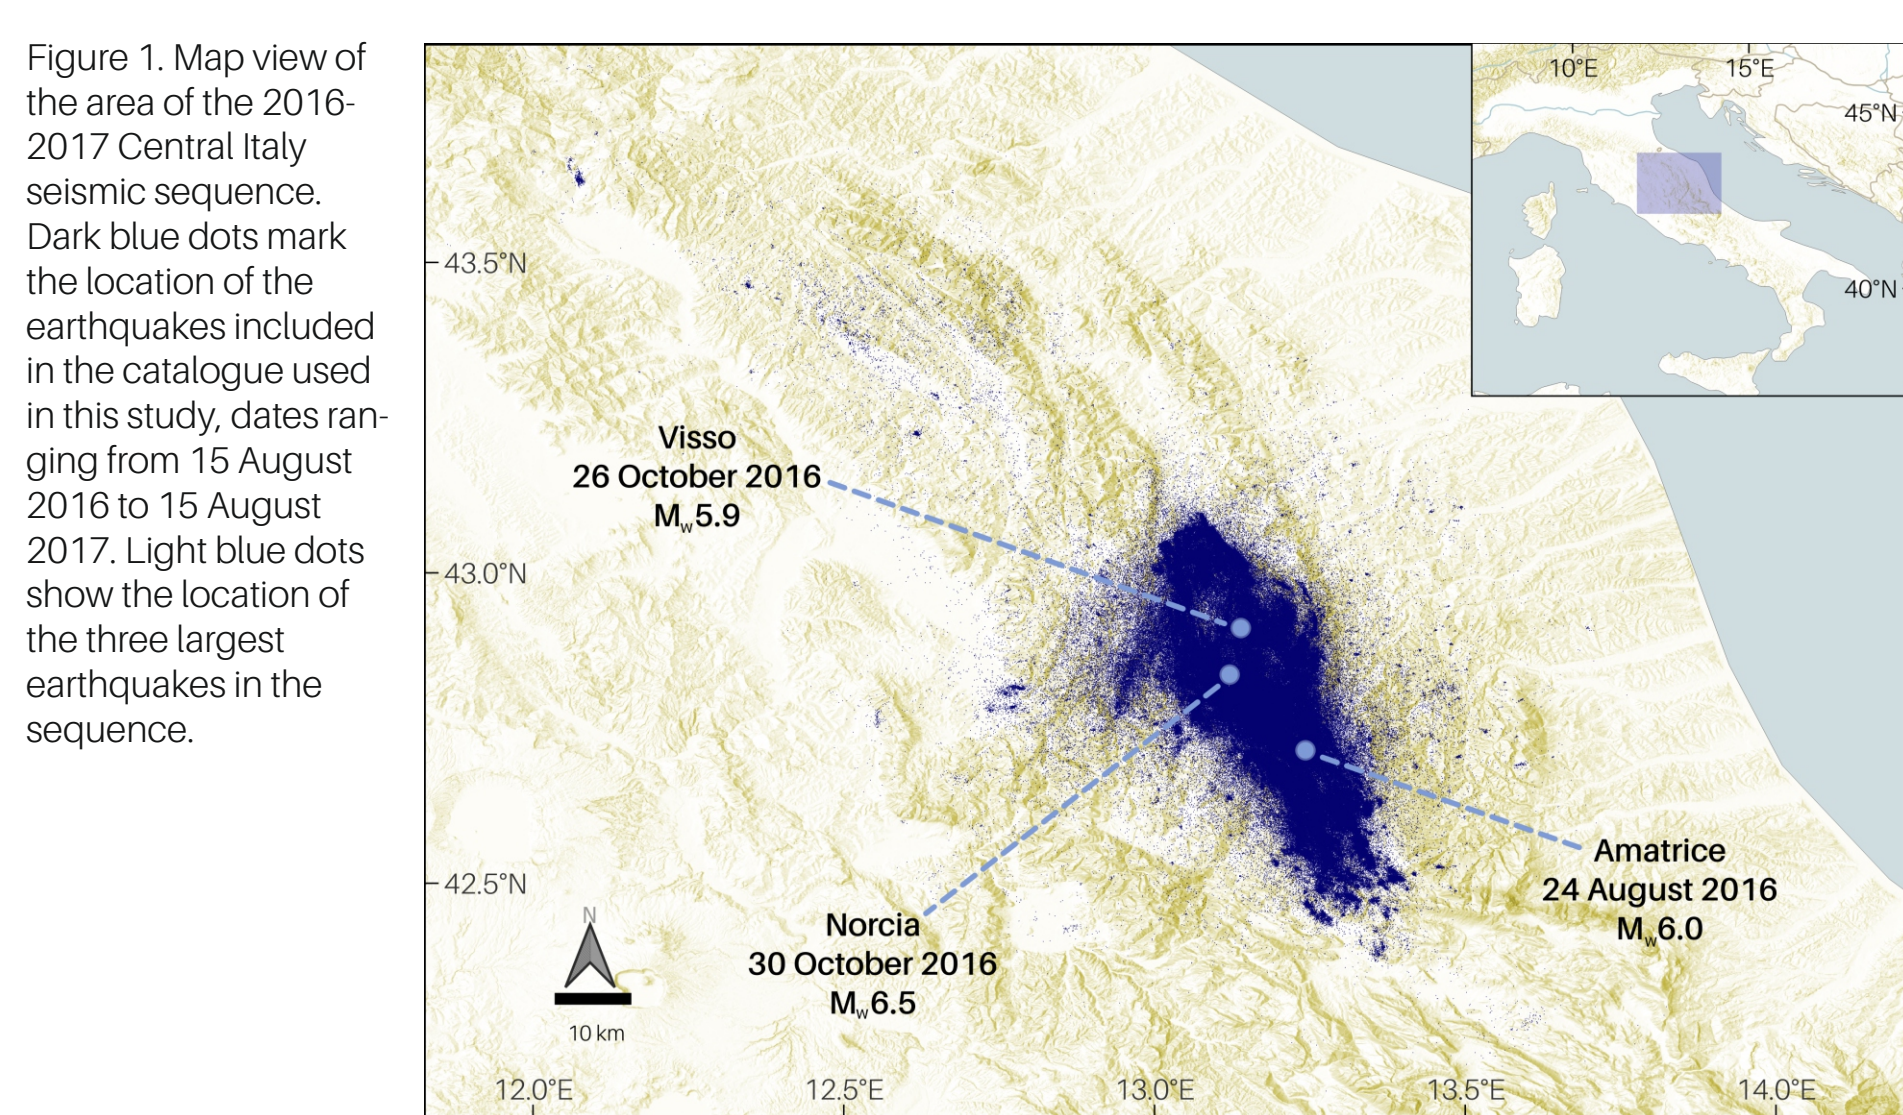 Figure 1. Map view of
the area of the 2016-
2017 Central Italy
seismic sequence.
Dark blue dots mark
the location of the
earthquakes included
in the catalogue used
in this study, dates ran-
ging from 15 August
2016 to 15 August
2017. Light blue dots
show the location of
the three largest
earthquakes in the
sequence.
10°E
15°E
45°N
40°N
43.5°N
43.0°N
42.5°N
Visso
26 October 2016
Mw5.9
Norcia
30 October 2016
Mw6.5
Amatrice
24 August 2016
Mw6.0
N
10 km
12.0°E
12.5°E
13.0°E
13.5°E
14.0°E